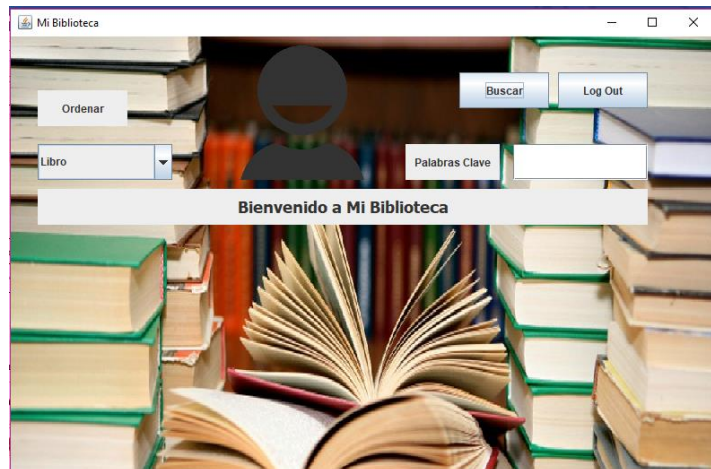 Mi Biblioteca
Buscar
Log Out
Ordenar
Libro
Palabras Clave
Bienvenido a Mi Biblioteca